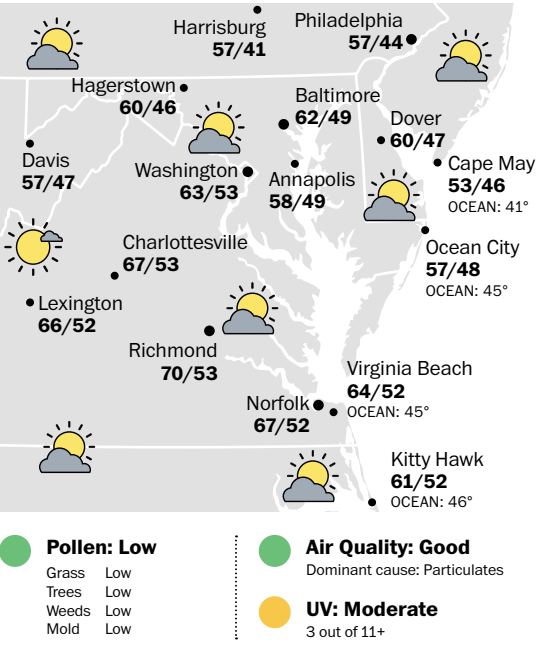 Harrisburg
57/41
Philadelphia
57/44
Hagerstown
60/46
Baltimore
62/49
Dover
60/47
Davis
57/47
Washington
63/53
Annapolis
58/49
Cape May
53/46
OCEAN: 41°
Charlottesville
67/53
Ocean City
57/48
OCEAN: 45°
Lexington
66/52
Richmond
70/53
Virginia Beach
64/52
OCEAN: 45°
Norfolk
67/52
Kitty Hawk
61/52
OCEAN: 46°
Pollen: Low
Grass Low
Trees Low
Weeds Low
Mold Low
Air Quality: Good
Dominant cause: Particulates
UV: Moderate
3 out of 11+